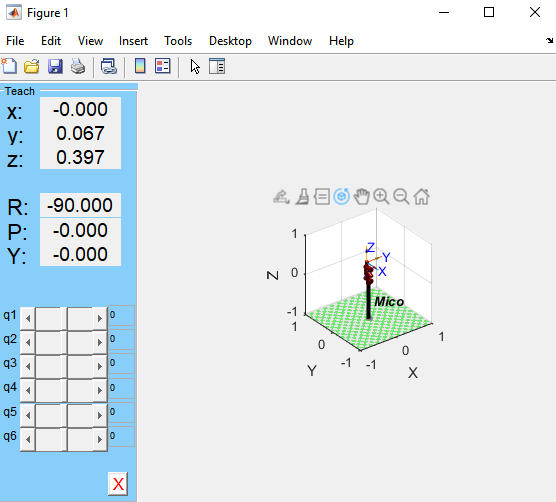 Figure 1
File Edit View Insert Tools Desktop Window Help
Teach
x: -0.000
y: 0.067
z: 0.397
R: -90.000
P: -0.000
Y: -0.000
q1 0
q2 0
q3 0
q4 0
q5 0
q6 0
X
1
0
-1
Z
Z
Y
X
Mico
1
0
-1
Y
-1
0
1
X